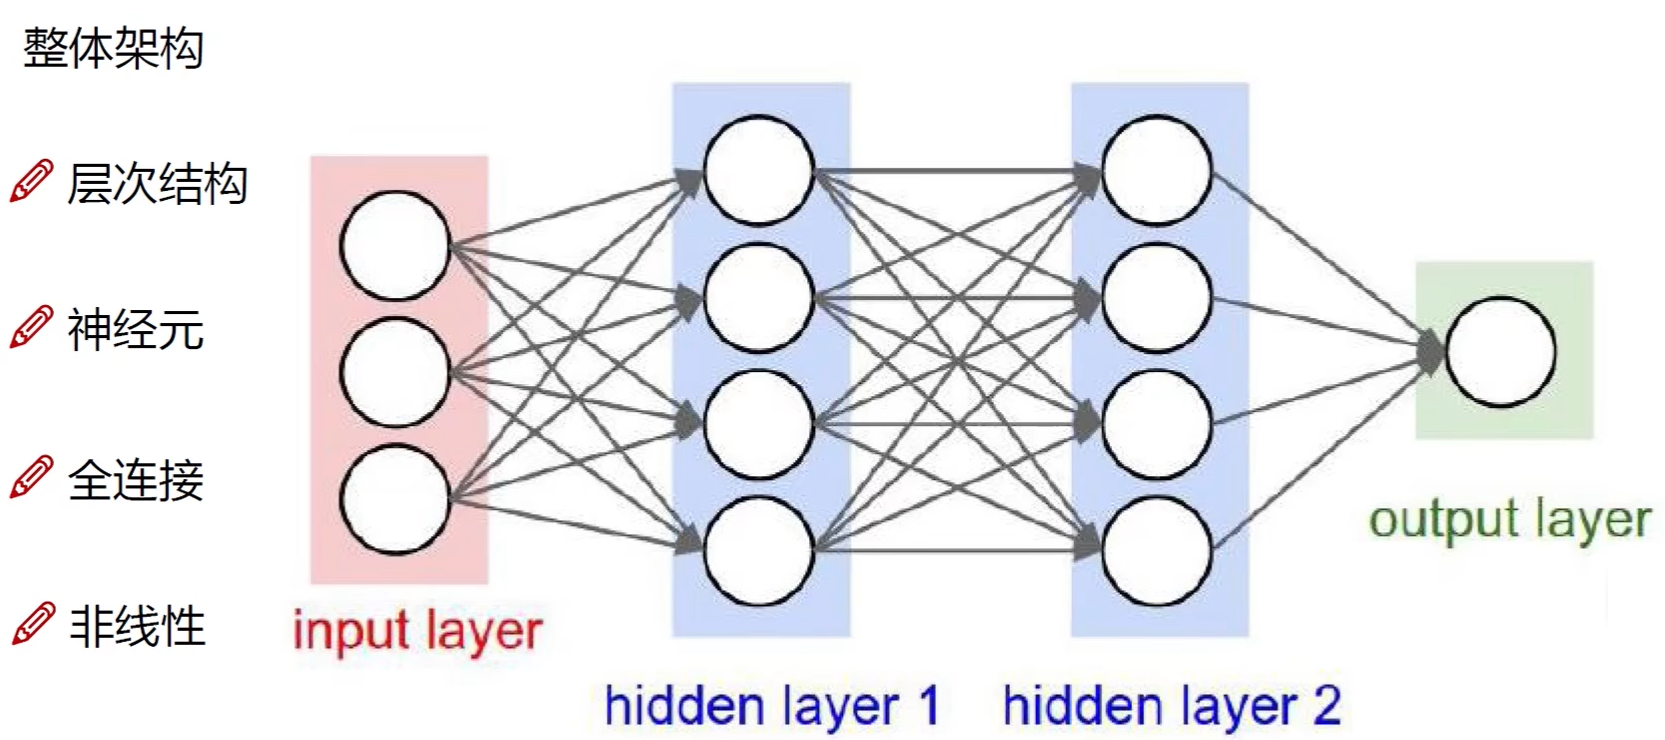 整体架构
层次结构
神经元
全连接
非线性
input layer
hidden layer 1
hidden layer 2
output layer